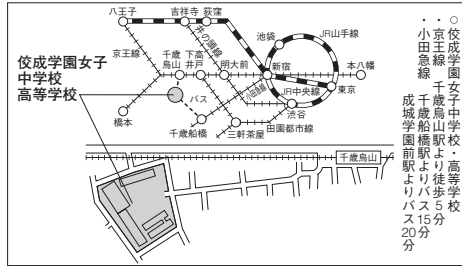 ○佼成学園女子中学校・高等学校
・京王線　千歳烏山駅より徒歩5分
・小田急線　千歳船橋駅よりバス15分
成城学園前駅よりバス20分
八王子
吉祥寺
荻窪
池袋
JR山手線
京王線
井の頭線
千歳烏山
下高井戸
明大前
新宿
本八幡
小田急線
JR中央線
東京
佼成学園女子
中学校
高等学校
バス
渋谷
橋本
千歳船橋
三軒茶屋
田園都市線
千歳烏山